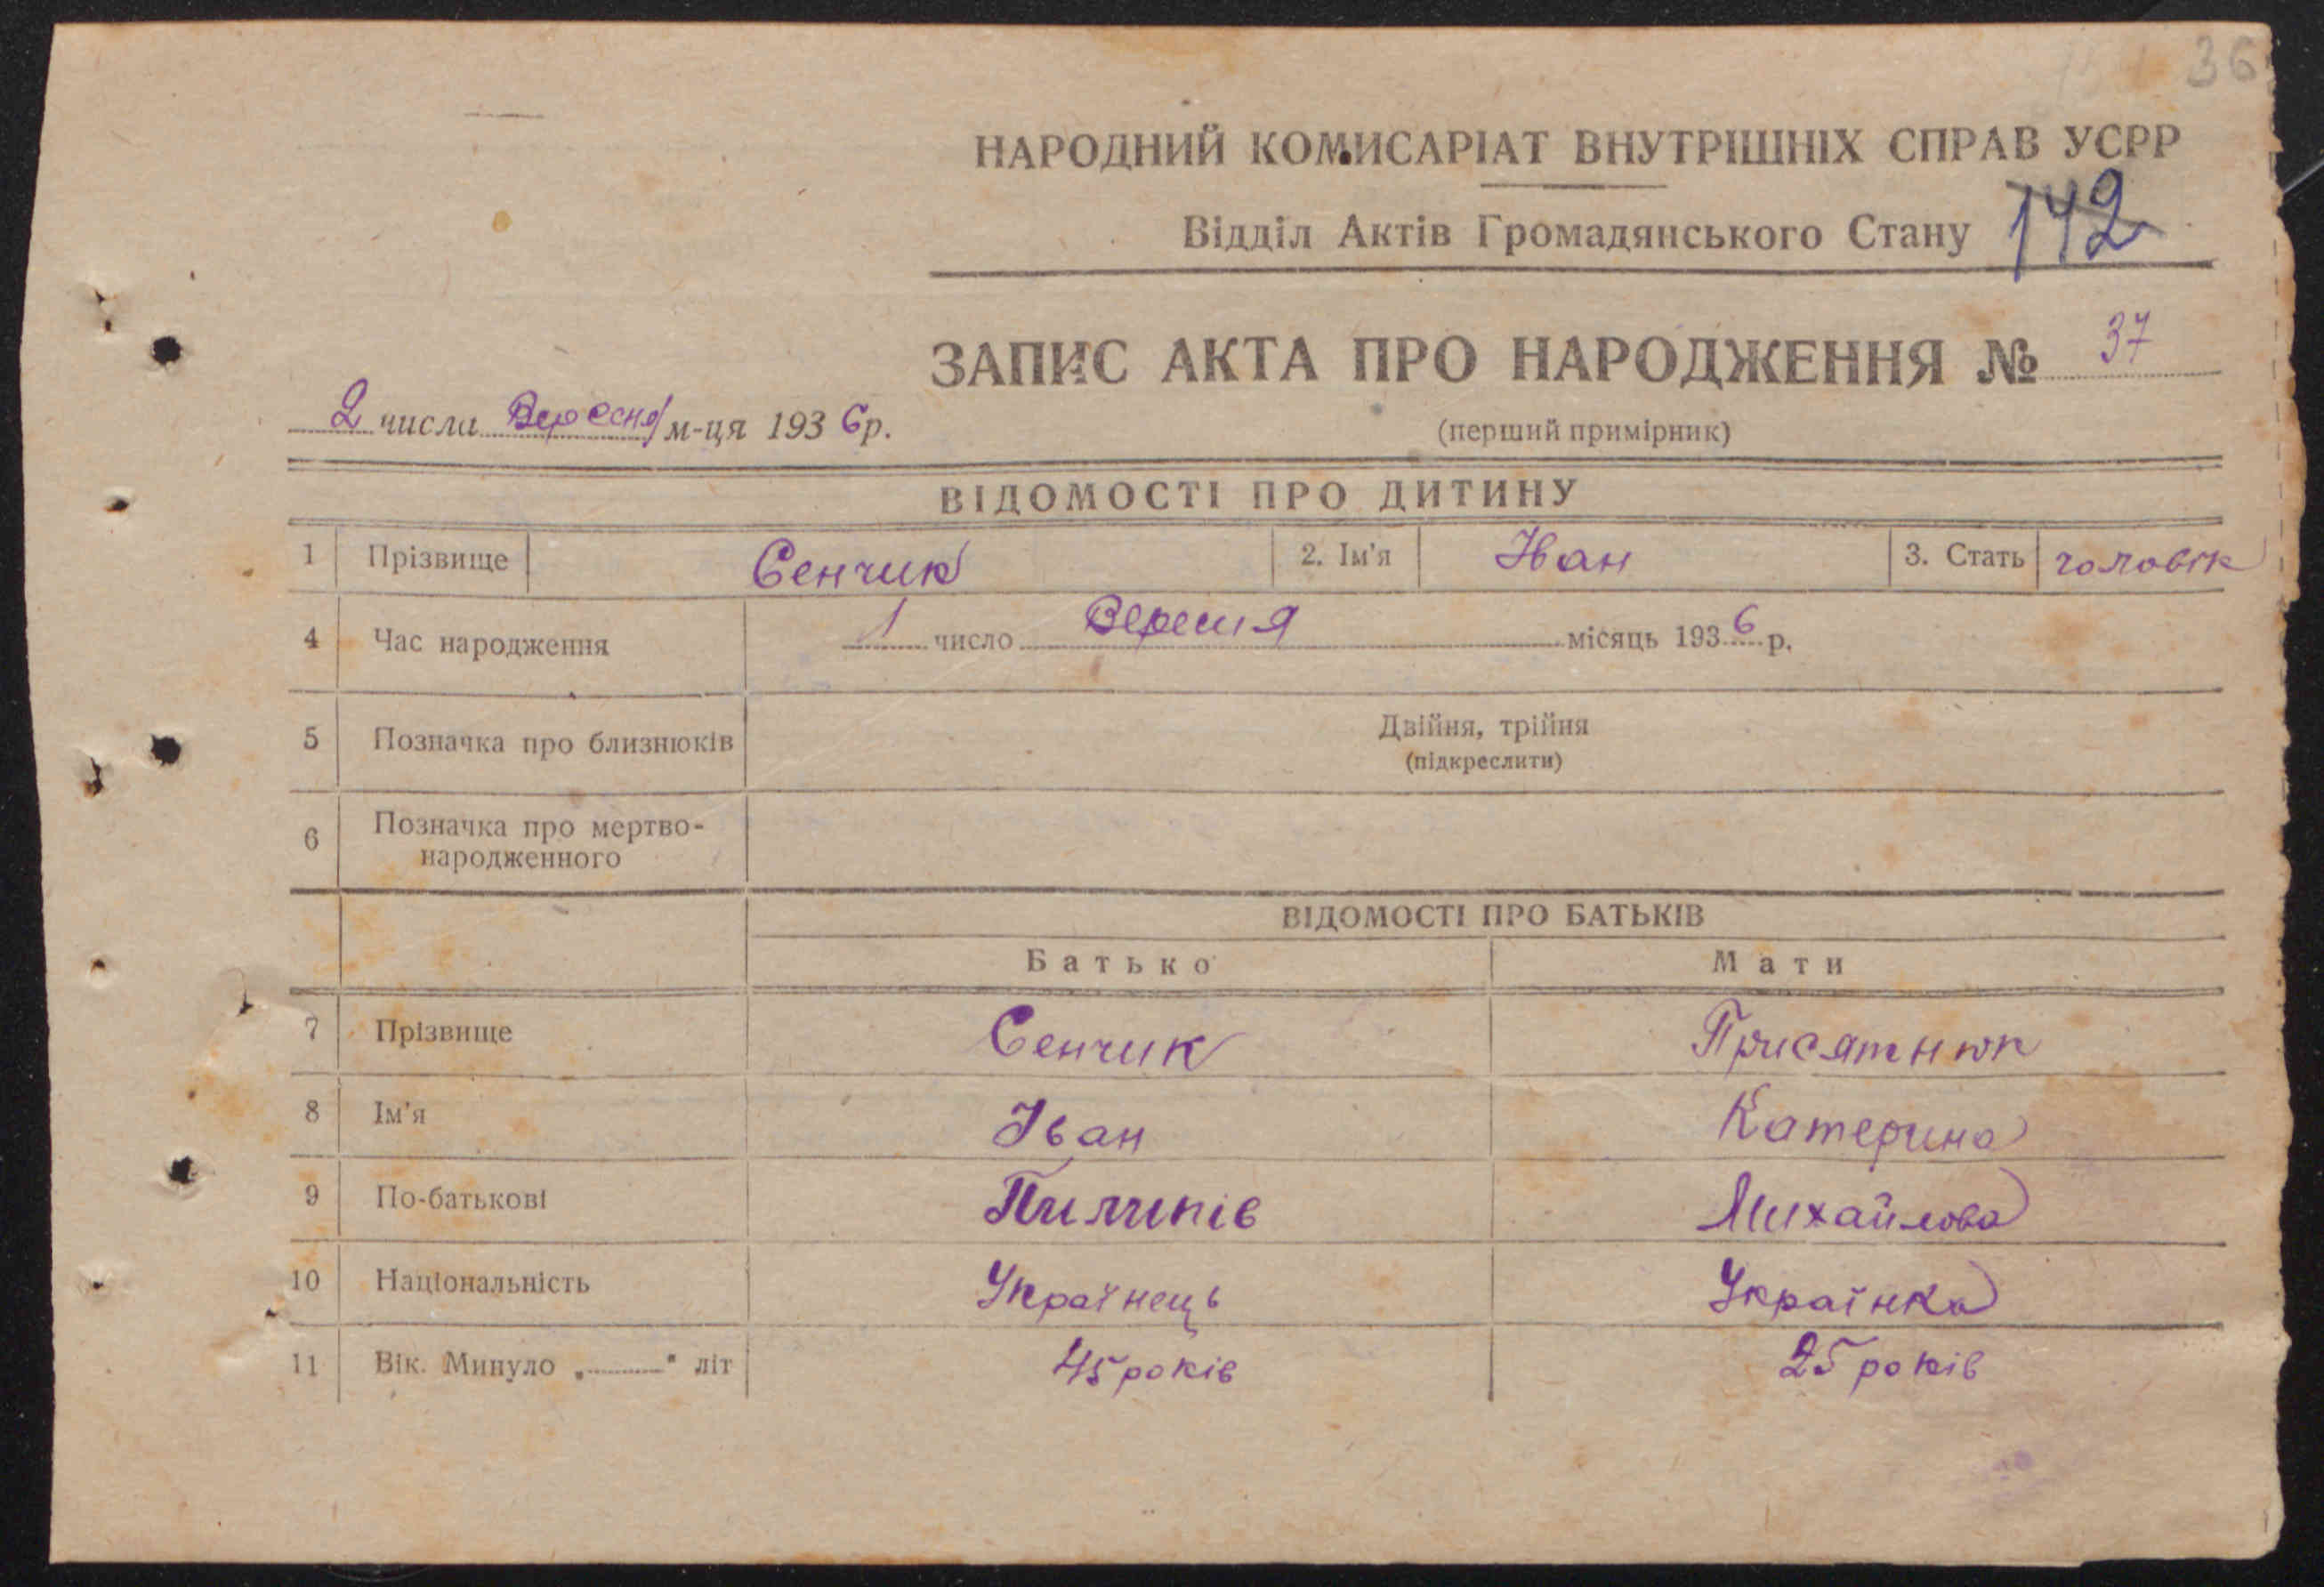 36
НАРОДНИЙ КОМИСАРІАТ ВНУТРІШНІХ СПРАВ УСРР
Відділ Актів Громадянського Стану 142
ЗАПИС АКТА ПРО НАРОДЖЕННЯ № 37
2 числа Вересня м-ця 1936 р.
(перший примірник)
ВІДОМОСТІ ПРО ДИТИНУ
1 Прізвище Сенчик 2. Ім'я Іван 3. Стать чоловік
4 Час народження 1 число Вересня місяць 1936 р.
5 Позначка про близнюків Двійня, трійня
(підкреслити)
6 Позначка про мертво-
народженного
ВІДОМОСТІ ПРО БАТЬКІВ
Батько Мати
7 Прізвище Сенчик Присятнюк
8 Ім'я Іван Катерина
9 По-батькові Пилипів Михайлова
10 Національність Українець Українка
11 Вік. Минуло „ “ літ 45 років 25 років